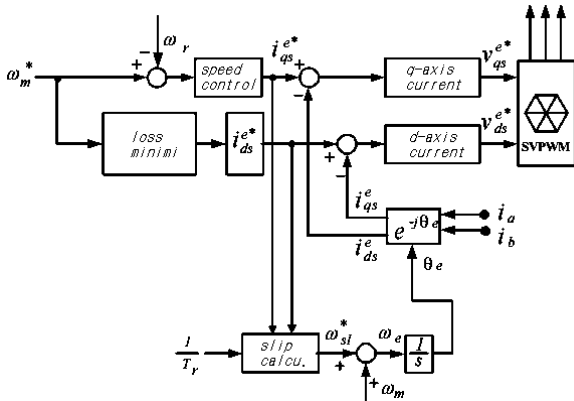 ω_m^*
+
−
ω_r
speed
control
i_qs^e*
+
−
q-axis
current
v_qs^e*
SVPWM
loss
minimi
i_ds^e*
+
−
d-axis
current
v_ds^e*
i_qs^e
i_ds^e
e^-jθe
i_a
i_b
θ_e
1/T_r
slip
calcu.
ω_sl^*
+
+
ω_m
ω_e
1/s